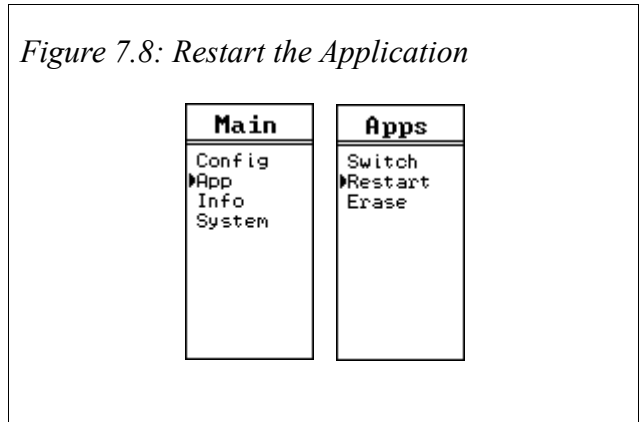 Figure 7.8: Restart the Application
Main
Config
App
Info
System
Apps
Switch
Restart
Erase